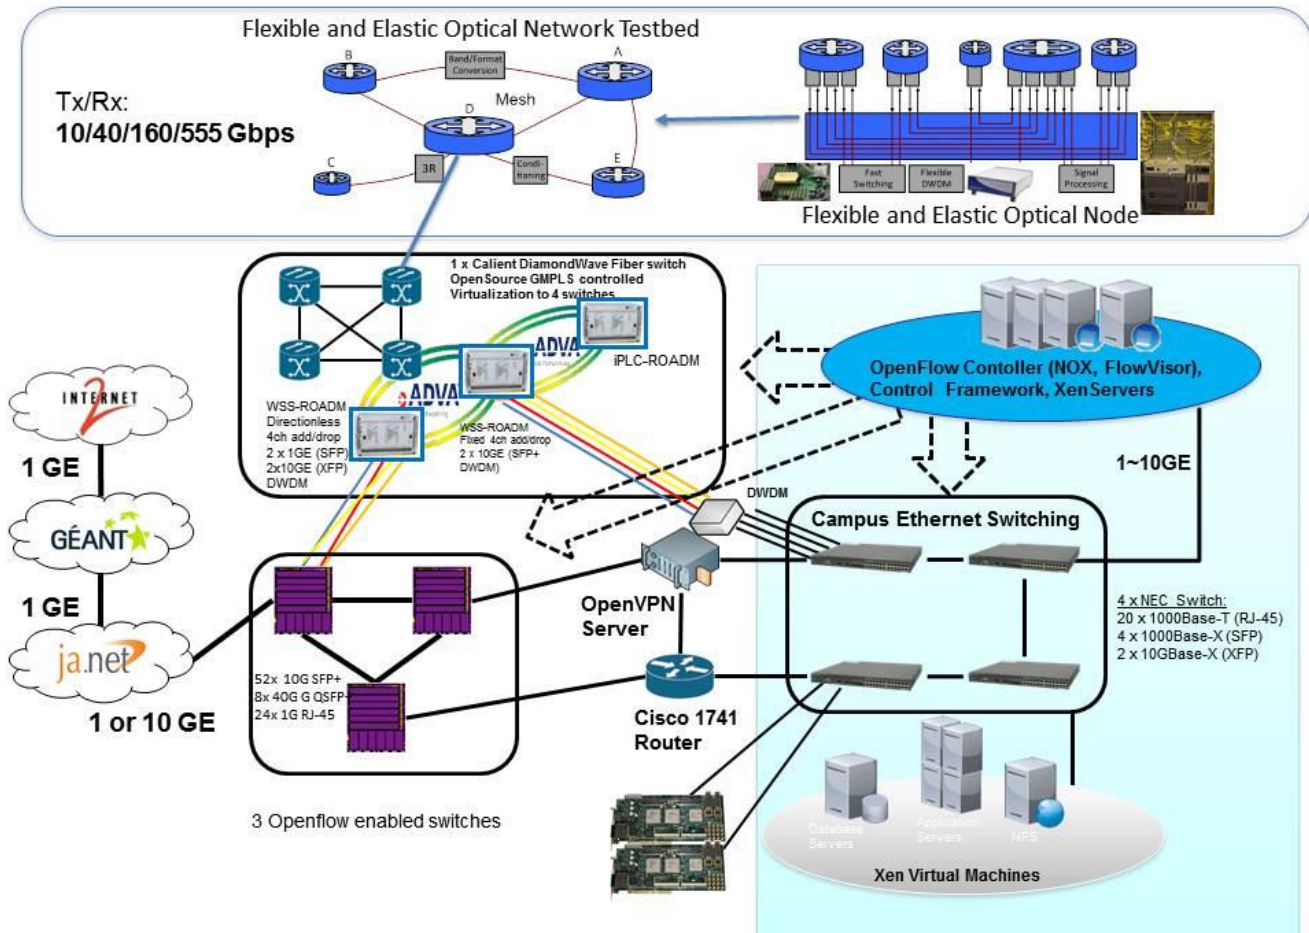 Flexible and Elastic Optical Network Testbed
Tx/Rx:
10/40/160/555 Gbps
B
Band/Format
Conversion
A
Mesh
D
C
3R
Condi-
tioning
E
Fast
Switching
Flexible
DWDM
Signal
Processing
Flexible and Elastic Optical Node
1 x Calient DiamondWave Fiber switch
OpenSource GMPLS controlled
Virtualization to 4 switches
ADVA
iPLC-ROADM
ADVA
WSS-ROADM
Directionless
4ch add/drop
2 x 1GE (SFP)
2x10GE (XFP)
DWDM
WSS-ROADM
Fixed 4ch add/drop
2 x 10GE (SFP+
DWDM)
OpenFlow Contoller (NOX, FlowVisor),
Control Framework, XenServers
1~10GE
INTERNET
2
1 GE
GÉANT
1 GE
ja.net
1 or 10 GE
52x 10G SFP+
8x 40G G QSFP+
24x 1G RJ-45
3 Openflow enabled switches
DWDM
OpenVPN
Server
Cisco 1741
Router
Campus Ethernet Switching
4 x NEC Switch:
20 x 1000Base-T (RJ-45)
4 x 1000Base-X (SFP)
2 x 10GBase-X (XFP)
Database
Servers
Application
Servers
NFS
Xen Virtual Machines